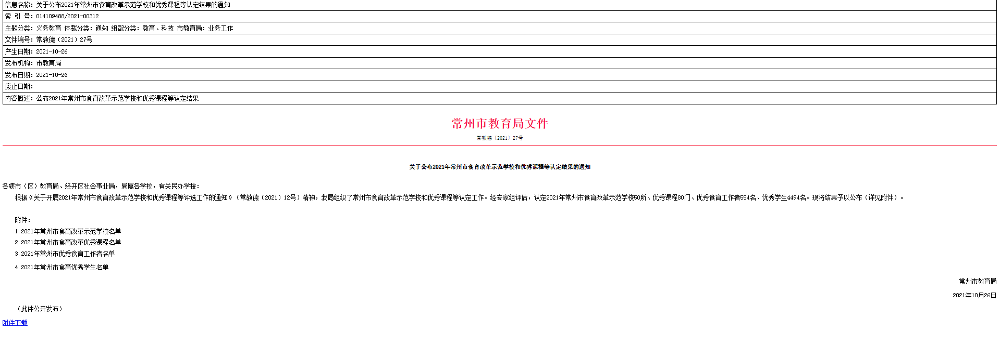 信息名称：关于公布2021年常州市食育改革示范学校和优秀课程等认定结果的通知
索 引 号：014109488/2021-00312
主题分类：义务教育 体裁分类：通知 组配分类：教育、科技 市教育局：业务工作
文件编号：常教德〔2021〕27号
产生日期：2021-10-26
发布机构：市教育局
发布日期：2021-10-26
废止日期：
内容概述：公布2021年常州市食育改革示范学校和优秀课程等认定结果
常州市教育局文件
常教德〔2021〕27号
关于公布2021年常州市食育改革示范学校和优秀课程等认定结果的通知
各辖市（区）教育局、经开区社会事业局，局属各学校，有关民办学校：
根据《关于开展2021年常州市食育改革示范学校和优秀课程等评选工作的通知》（常教德〔2021〕12号）精神，我局组织了常州市食育改革示范学校和优秀课程等认定工作。经专家组评估，认定2021年常州市食育改革示范学校50所、优秀课程80门、优秀食育工作者554名、优秀学生4494名。现将结果予以公布（详见附件）。
附件：
1.2021年常州市食育改革示范学校名单
2.2021年常州市食育改革优秀课程名单
3.2021年常州市优秀食育工作者名单
4.2021年常州市食育优秀学生名单
常州市教育局
2021年10月26日
（此件公开发布）
附件下载